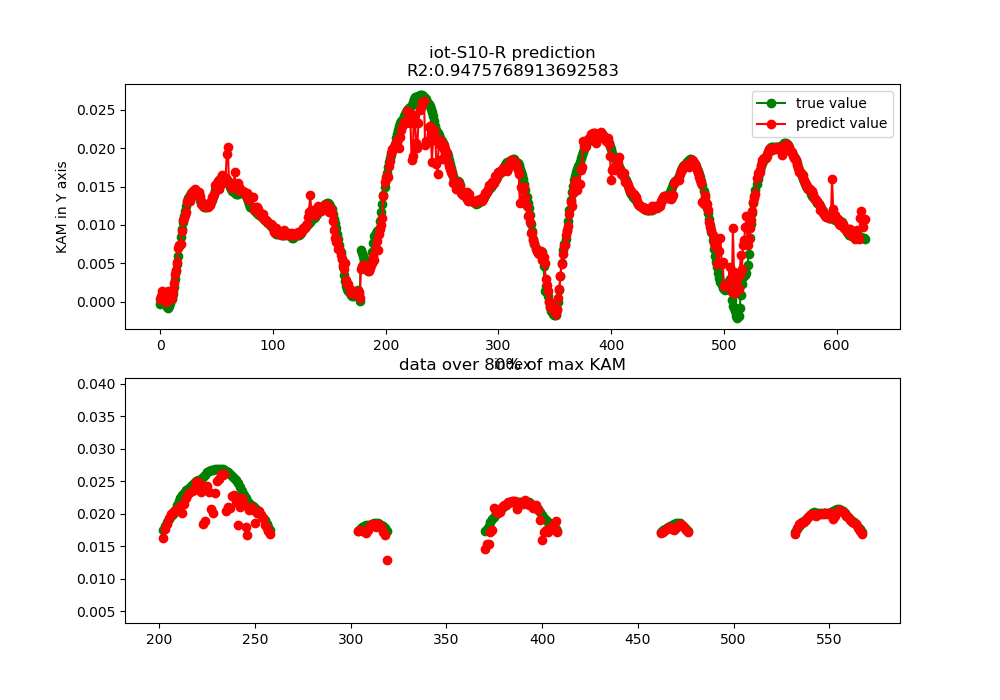 iot-S10-R prediction
R2:0.9475768913692583
true value
predict value
KAM in Y axis
0.025
0.020
0.015
0.010
0.005
0.000
0 100 200 300 400 500 600
index
data over 80% of max KAM
0.040
0.035
0.030
0.025
0.020
0.015
0.010
0.005
200 250 300 350 400 450 500 550